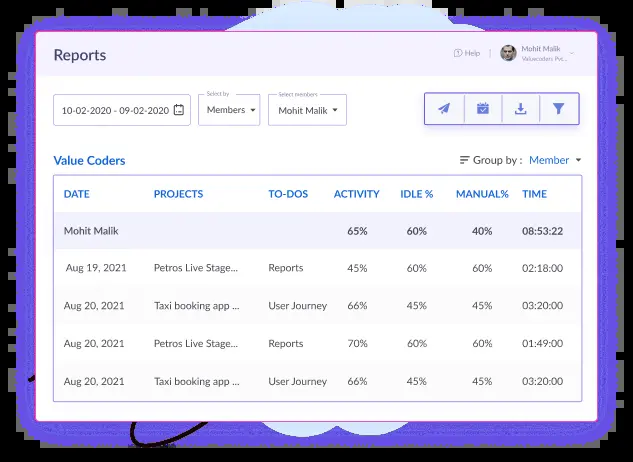 Reports
Help
Mohit Malik
Valuecoders Pvt...
Select by
Select members
10-02-2020 - 09-02-2020
Members
Mohit Malik
Value Coders
Group by : Member
DATE PROJECTS TO-DOS ACTIVITY IDLE % MANUAL% TIME
Mohit Malik 65% 60% 40% 08:53:22
Aug 19, 2021 Petros Live Stage... Reports 45% 60% 60% 02:18:00
Aug 20, 2021 Taxi booking app ... User Journey 66% 45% 45% 03:20:00
Aug 20, 2021 Petros Live Stage... Reports 70% 60% 60% 01:49:00
Aug 20, 2021 Taxi booking app ... User Journey 66% 45% 45% 03:20:00